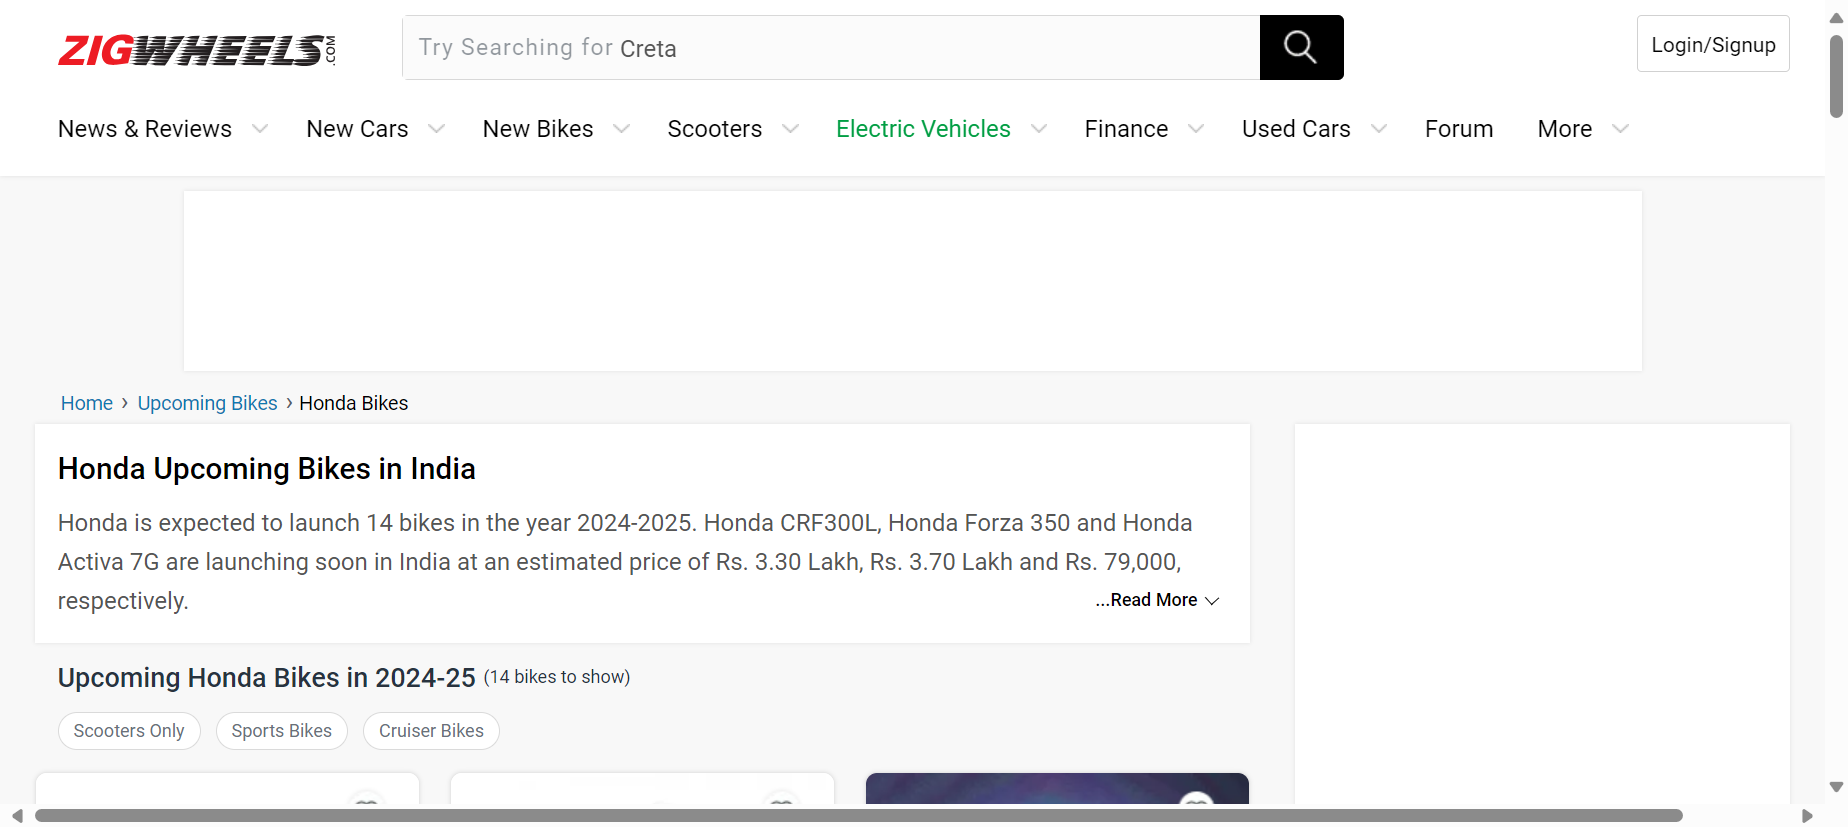 ZIGWHEELS.COM
Try Searching for Creta
Login/Signup
News & Reviews New Cars New Bikes Scooters Electric Vehicles Finance Used Cars Forum More
Home › Upcoming Bikes › Honda Bikes
Honda Upcoming Bikes in India
Honda is expected to launch 14 bikes in the year 2024-2025. Honda CRF300L, Honda Forza 350 and Honda
Activa 7G are launching soon in India at an estimated price of Rs. 3.30 Lakh, Rs. 3.70 Lakh and Rs. 79,000,
respectively.
...Read More
Upcoming Honda Bikes in 2024-25 (14 bikes to show)
Scooters Only Sports Bikes Cruiser Bikes